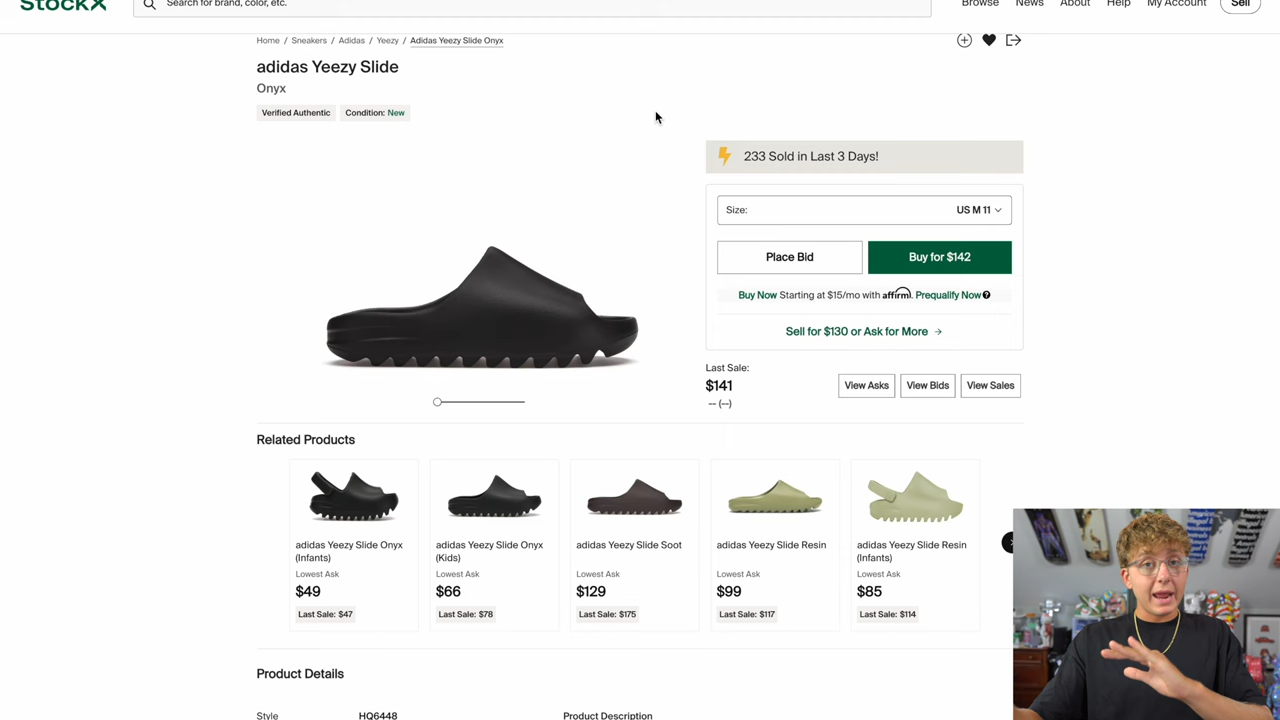 StockX
Search for brand, color, etc.
Browse News About Help My Account Sell
Home / Sneakers / Adidas / Yeezy / Adidas Yeezy Slide Onyx
adidas Yeezy Slide
Onyx
Verified Authentic Condition: New
233 Sold in Last 3 Days!
Size: US M 11
Place Bid Buy for $142
Buy Now Starting at $15/mo with affirm. Prequalify Now
Sell for $130 or Ask for More →
Last Sale:
$141
-- (--)
View Asks View Bids View Sales
Related Products
adidas Yeezy Slide Onyx (Infants)
Lowest Ask
$49
Last Sale: $47
adidas Yeezy Slide Onyx (Kids)
Lowest Ask
$66
Last Sale: $78
adidas Yeezy Slide Soot
Lowest Ask
$129
Last Sale: $175
adidas Yeezy Slide Resin
Lowest Ask
$99
Last Sale: $117
adidas Yeezy Slide Resin (Infants)
Lowest Ask
$85
Last Sale: $114
Product Details
Style HQ6448 Product Description